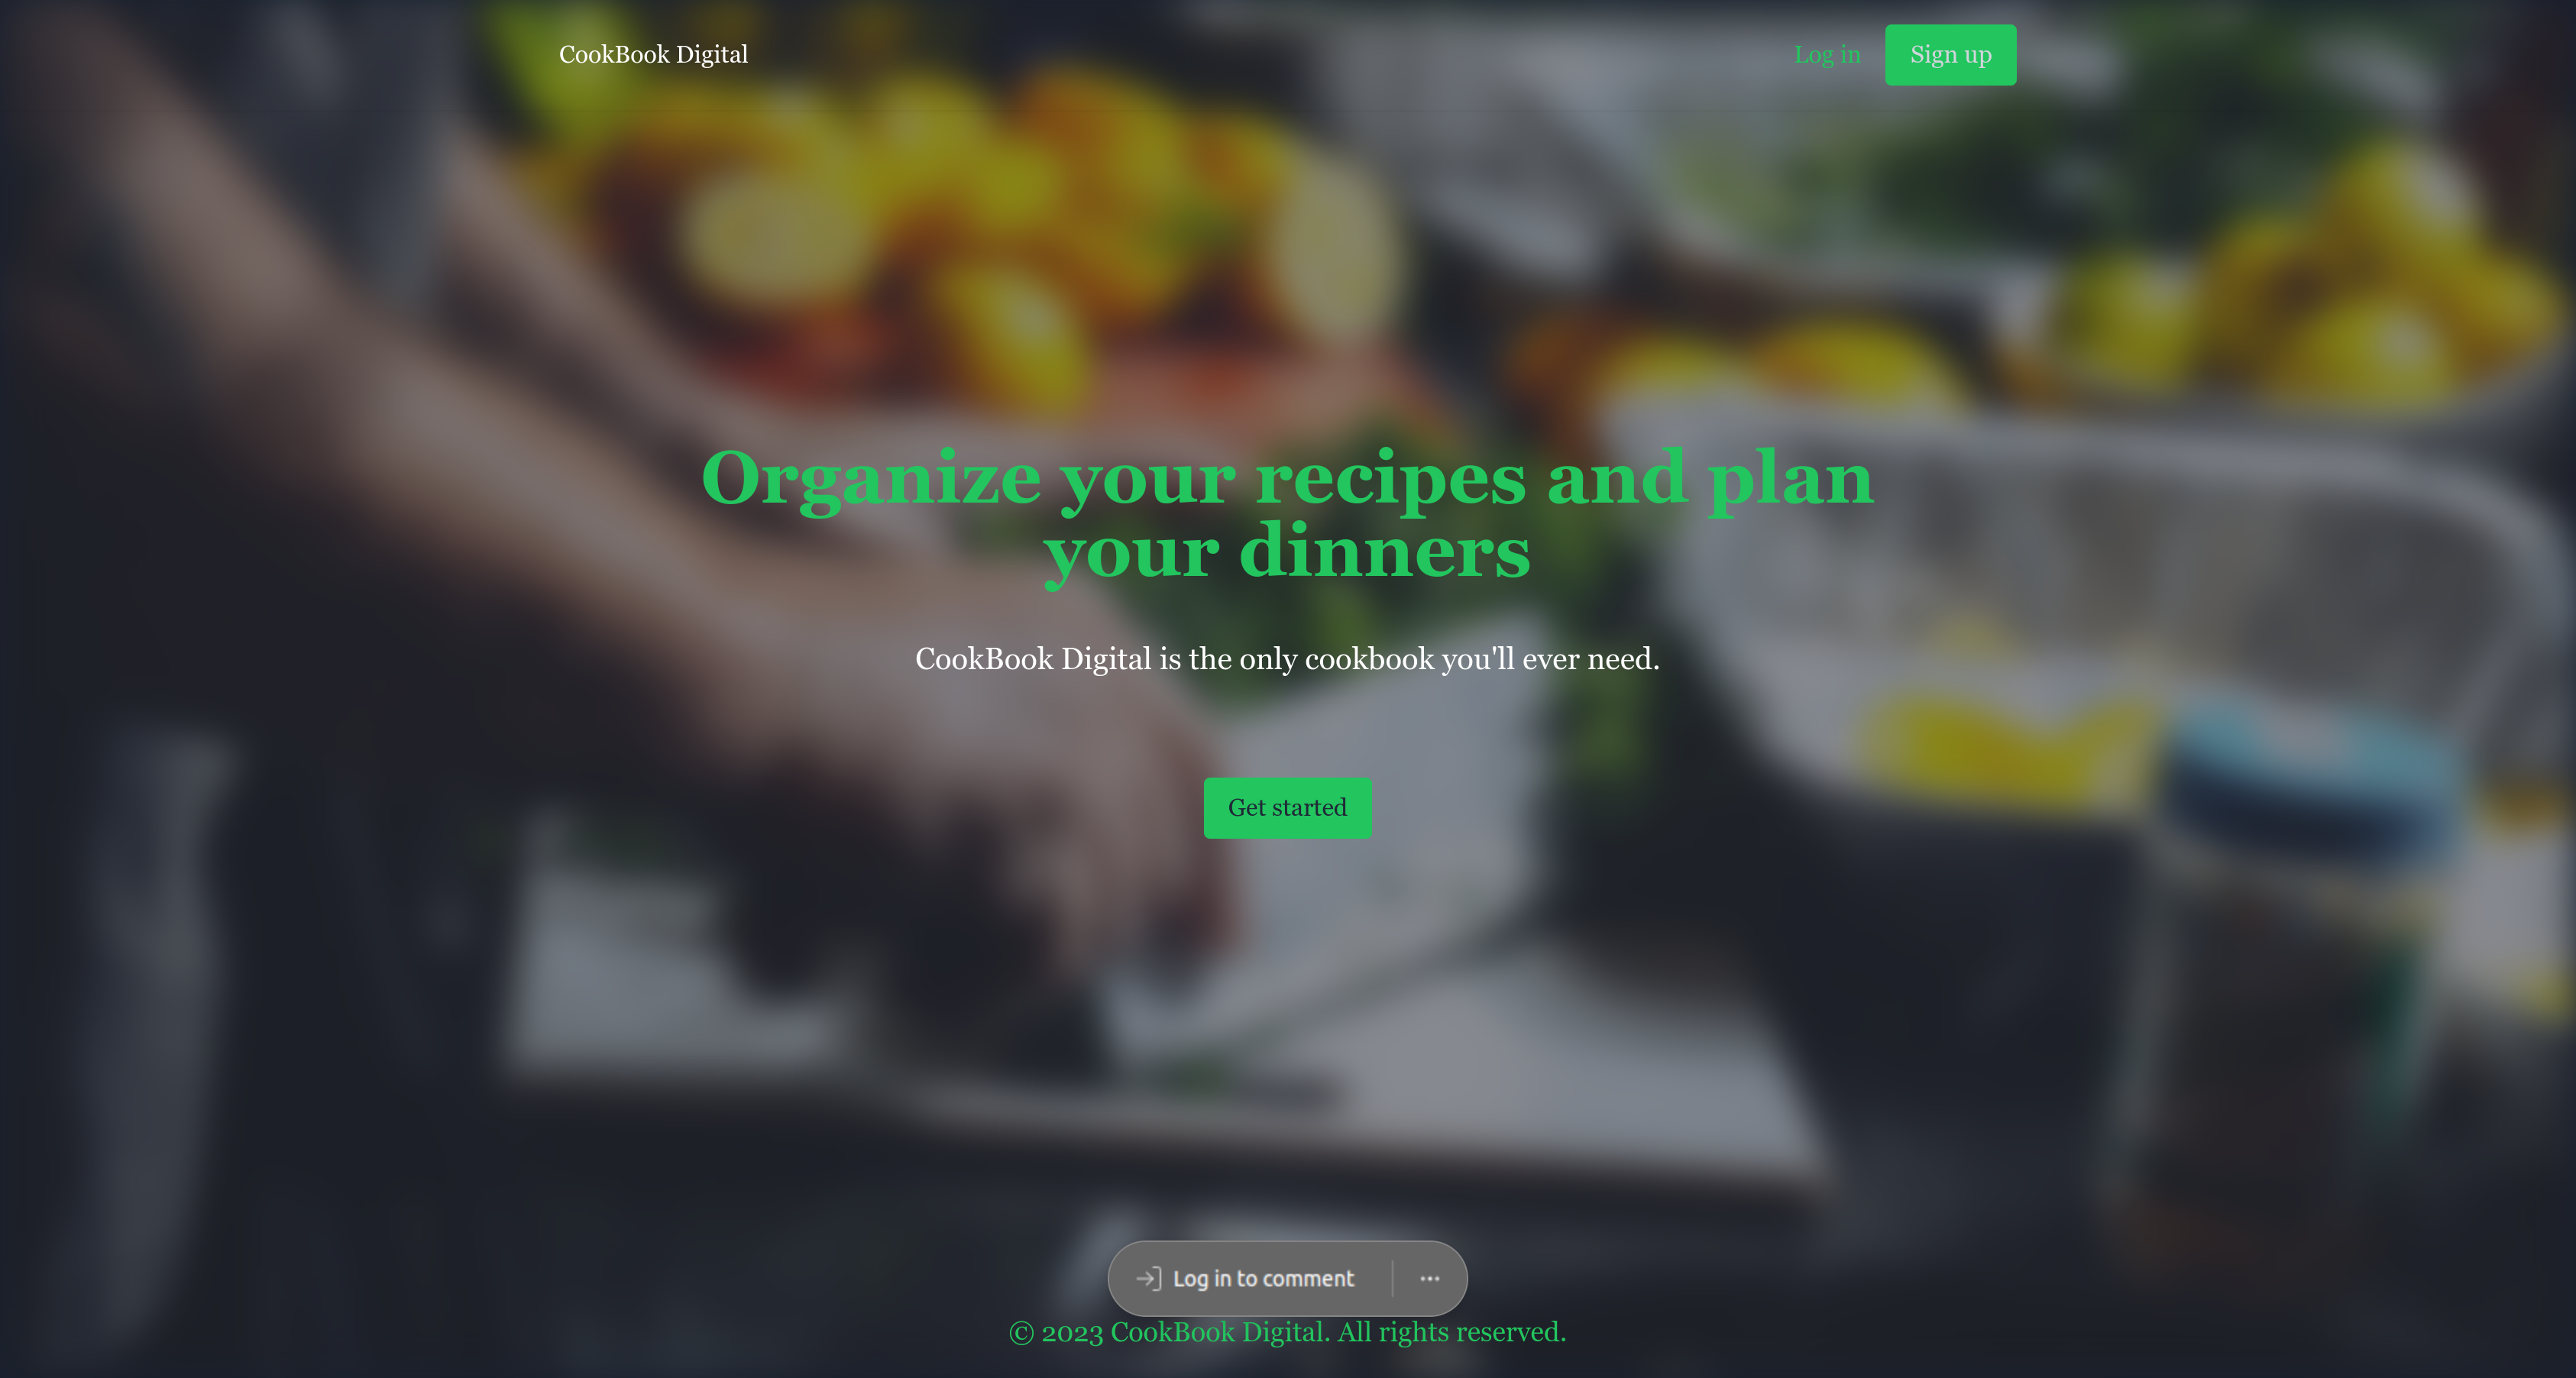 CookBook Digital
Log in
Sign up
Organize your recipes and plan
your dinners
CookBook Digital is the only cookbook you'll ever need.
Get started
Log in to comment
© 2023 CookBook Digital. All rights reserved.